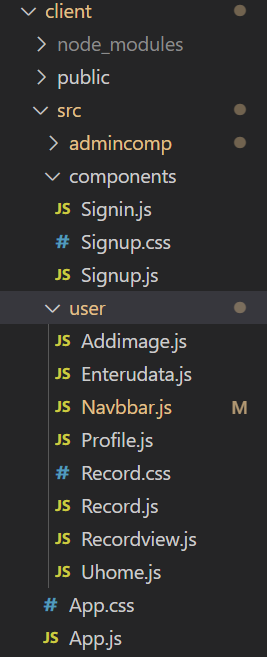 client
node_modules
public
src
admincomp
components
JS Signin.js
# Signup.css
JS Signup.js
user
JS Addimage.js
JS Enterudata.js
JS Navbbar.js M
JS Profile.js
# Record.css
JS Record.js
JS Recordview.js
JS Uhome.js
# App.css
JS App.js